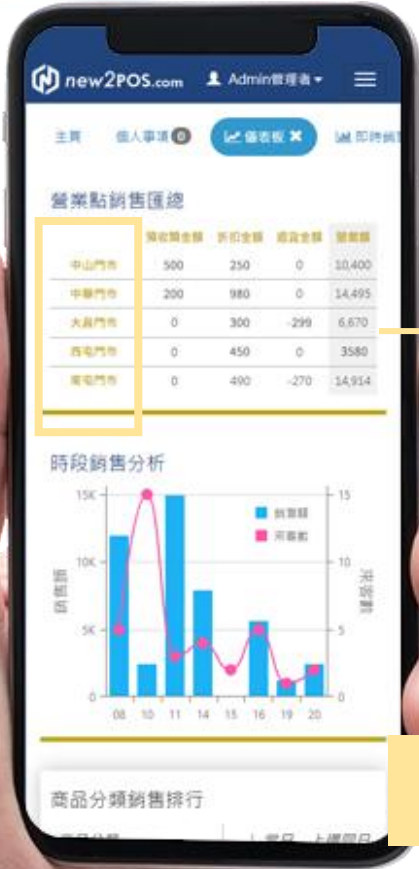 new2POS.com Admin管理者
主頁 個人事項 0 儀表板 ✖ 即時銷
營業點銷售匯總
預收開金額 折扣金額 退貨金額 營業額
中山門市 500 250 0 10,400
中華門市 200 980 0 14,495
大昌門市 0 300 -299 6,670
西屯門市 0 450 0 3580
南屯門市 0 490 -270 14,914
時段銷售分析
15K 15
銷售額
來客數
10K 10
銷售額 來客數
5K 5
0 0
08 10 11 14 15 16 19 20
商品分類銷售排行